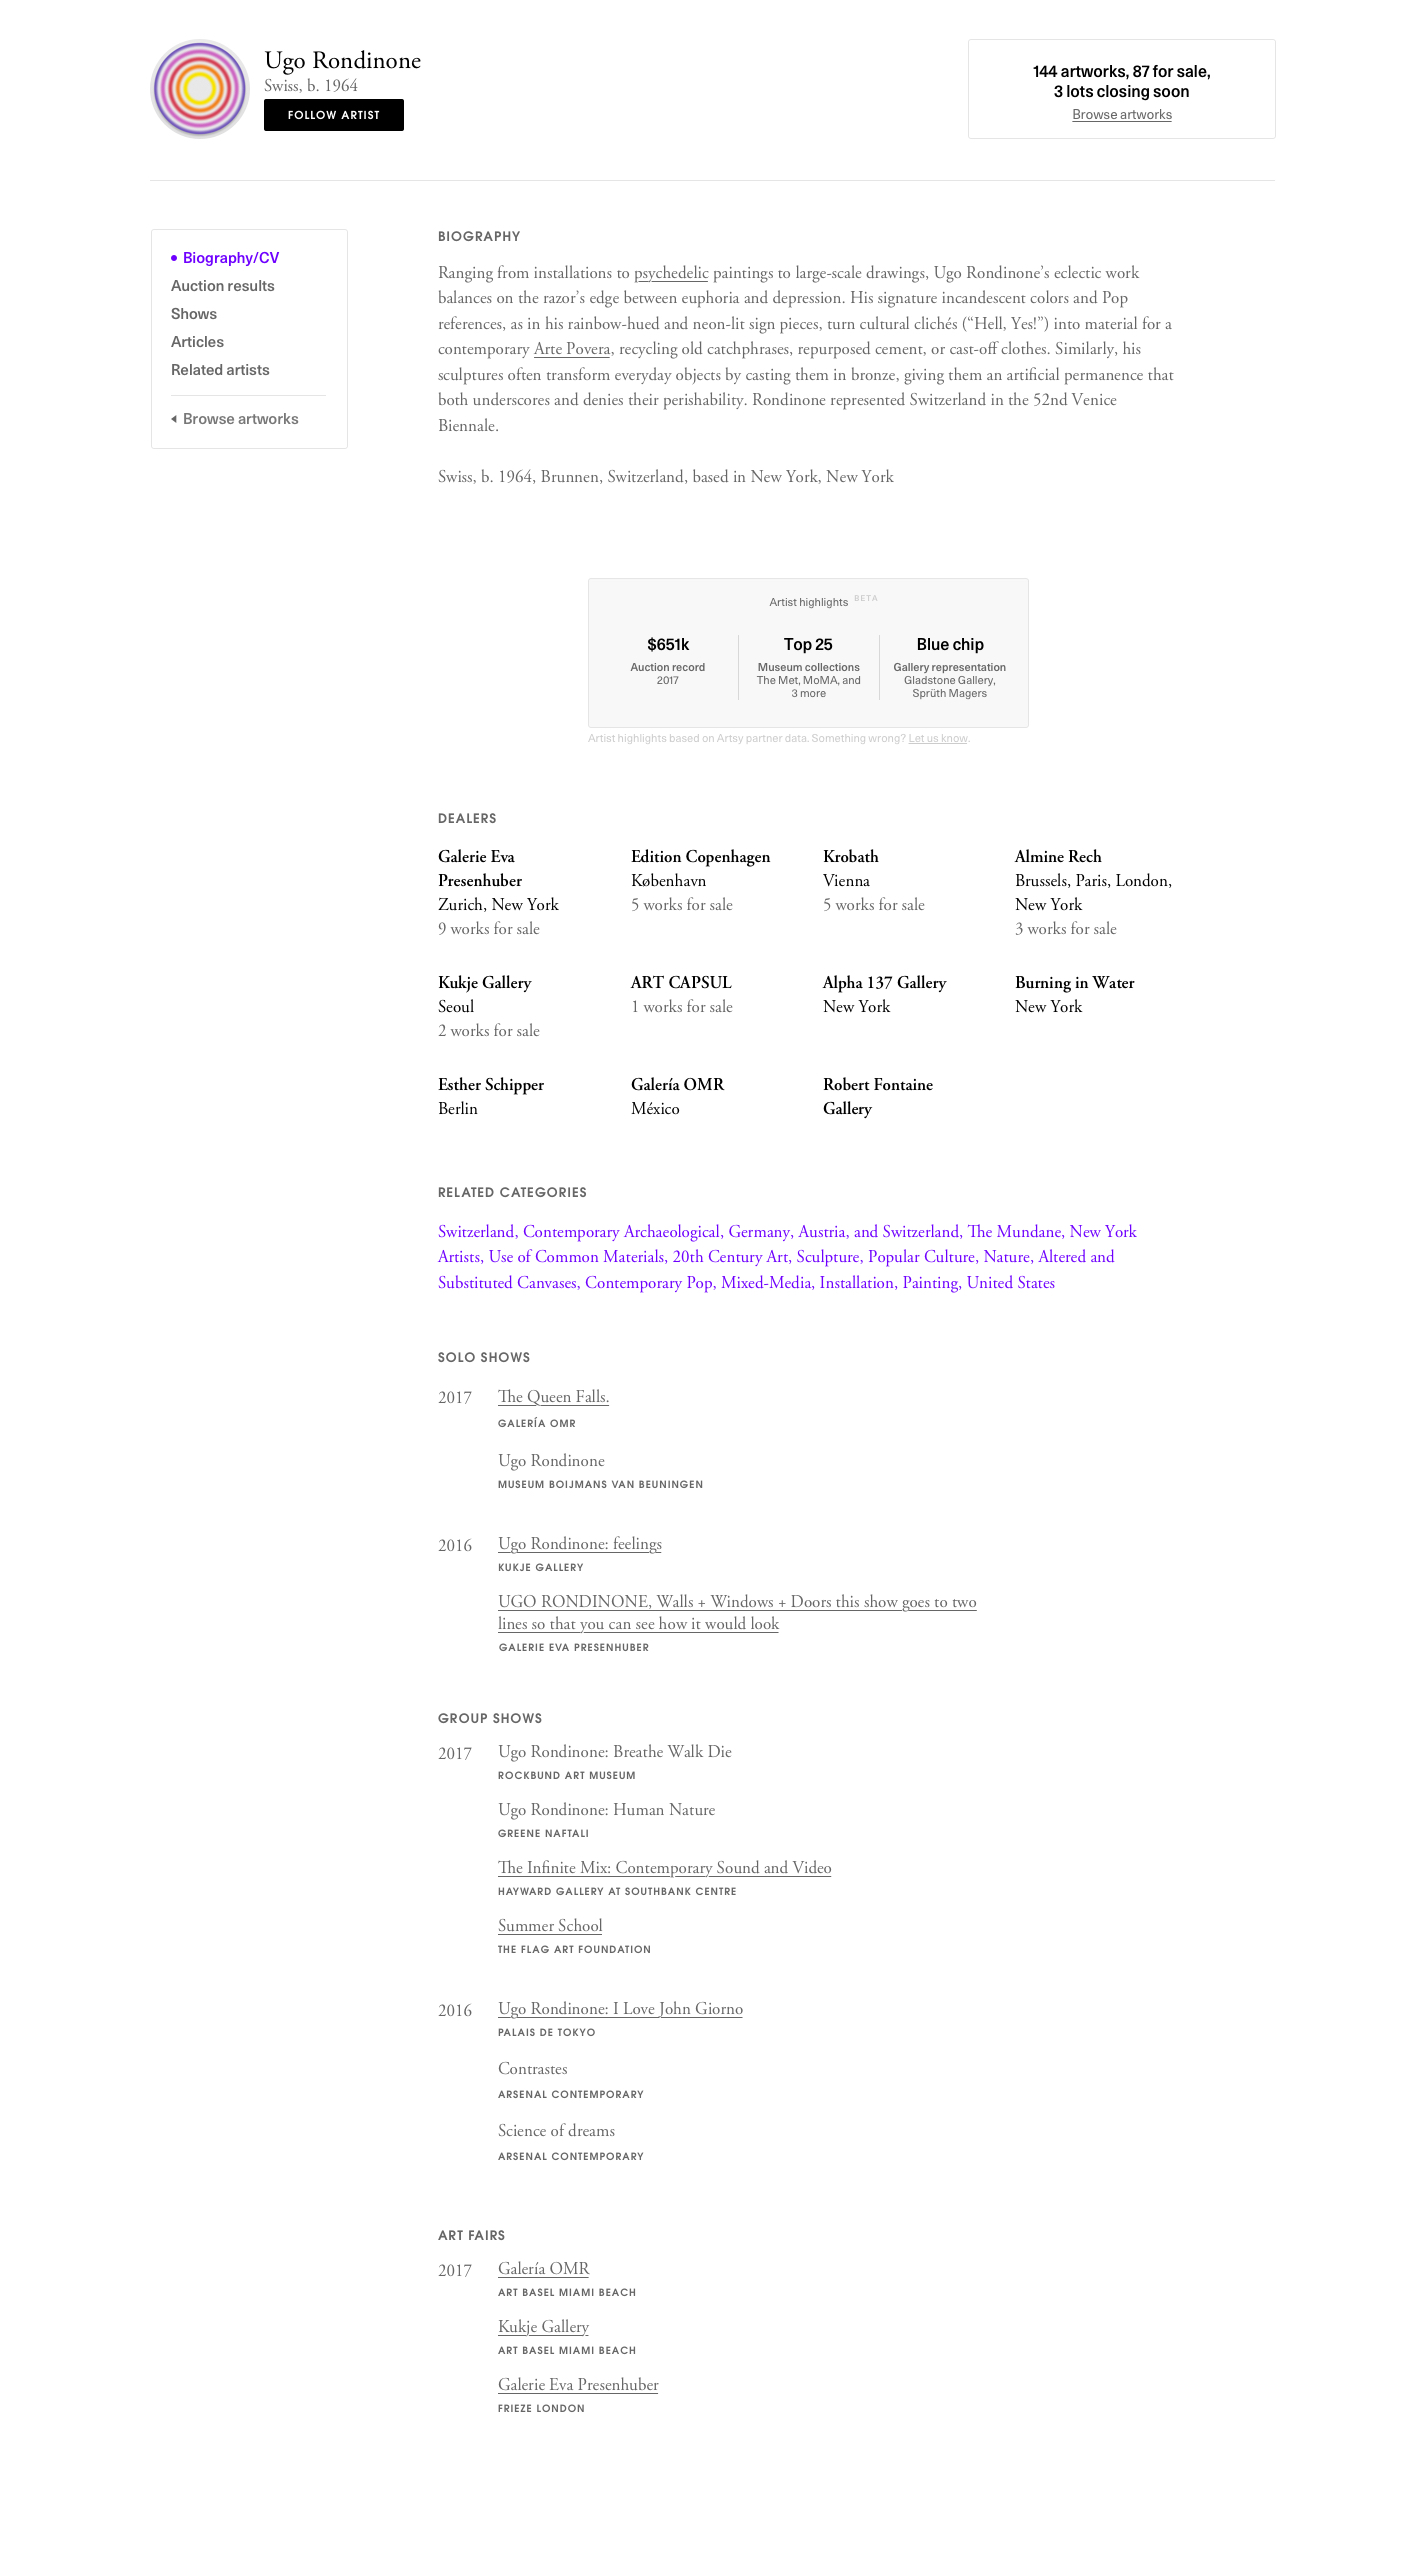 Ugo Rondinone
Swiss, b. 1964
FOLLOW ARTIST
144 artworks, 87 for sale,
3 lots closing soon
Browse artworks
Biography/CV
Auction results
Shows
Articles
Related artists
Browse artworks
BIOGRAPHY
Ranging from installations to psychedelic paintings to large-scale drawings, Ugo Rondinone’s eclectic work
balances on the razor’s edge between euphoria and depression. His signature incandescent colors and Pop
references, as in his rainbow-hued and neon-lit sign pieces, turn cultural clichés (“Hell, Yes!”) into material for a
contemporary Arte Povera, recycling old catchphrases, repurposed cement, or cast-off clothes. Similarly, his
sculptures often transform everyday objects by casting them in bronze, giving them an artificial permanence that
both underscores and denies their perishability. Rondinone represented Switzerland in the 52nd Venice
Biennale.
Swiss, b. 1964, Brunnen, Switzerland, based in New York, New York
Artist highlights BETA
$651k
Auction record
2017
Top 25
Museum collections
The Met, MoMA, and
3 more
Blue chip
Gallery representation
Gladstone Gallery,
Sprüth Magers
Artist highlights based on Artsy partner data. Something wrong? Let us know.
DEALERS
Galerie Eva
Presenhuber
Zurich, New York
9 works for sale
Edition Copenhagen
København
5 works for sale
Krobath
Vienna
5 works for sale
Almine Rech
Brussels, Paris, London,
New York
3 works for sale
Kukje Gallery
Seoul
2 works for sale
ART CAPSUL
1 works for sale
Alpha 137 Gallery
New York
Burning in Water
New York
Esther Schipper
Berlin
Galería OMR
México
Robert Fontaine
Gallery
RELATED CATEGORIES
Switzerland, Contemporary Archaeological, Germany, Austria, and Switzerland, The Mundane, New York
Artists, Use of Common Materials, 20th Century Art, Sculpture, Popular Culture, Nature, Altered and
Substituted Canvases, Contemporary Pop, Mixed-Media, Installation, Painting, United States
SOLO SHOWS
2017 The Queen Falls.
GALERÍA OMR
Ugo Rondinone
MUSEUM BOIJMANS VAN BEUNINGEN
2016 Ugo Rondinone: feelings
KUKJE GALLERY
UGO RONDINONE, Walls + Windows + Doors this show goes to two
lines so that you can see how it would look
GALERIE EVA PRESENHUBER
GROUP SHOWS
2017 Ugo Rondinone: Breathe Walk Die
ROCKBUND ART MUSEUM
Ugo Rondinone: Human Nature
GREENE NAFTALI
The Infinite Mix: Contemporary Sound and Video
HAYWARD GALLERY AT SOUTHBANK CENTRE
Summer School
THE FLAG ART FOUNDATION
2016 Ugo Rondinone: I Love John Giorno
PALAIS DE TOKYO
Contrastes
ARSENAL CONTEMPORARY
Science of dreams
ARSENAL CONTEMPORARY
ART FAIRS
2017 Galería OMR
ART BASEL MIAMI BEACH
Kukje Gallery
ART BASEL MIAMI BEACH
Galerie Eva Presenhuber
FRIEZE LONDON